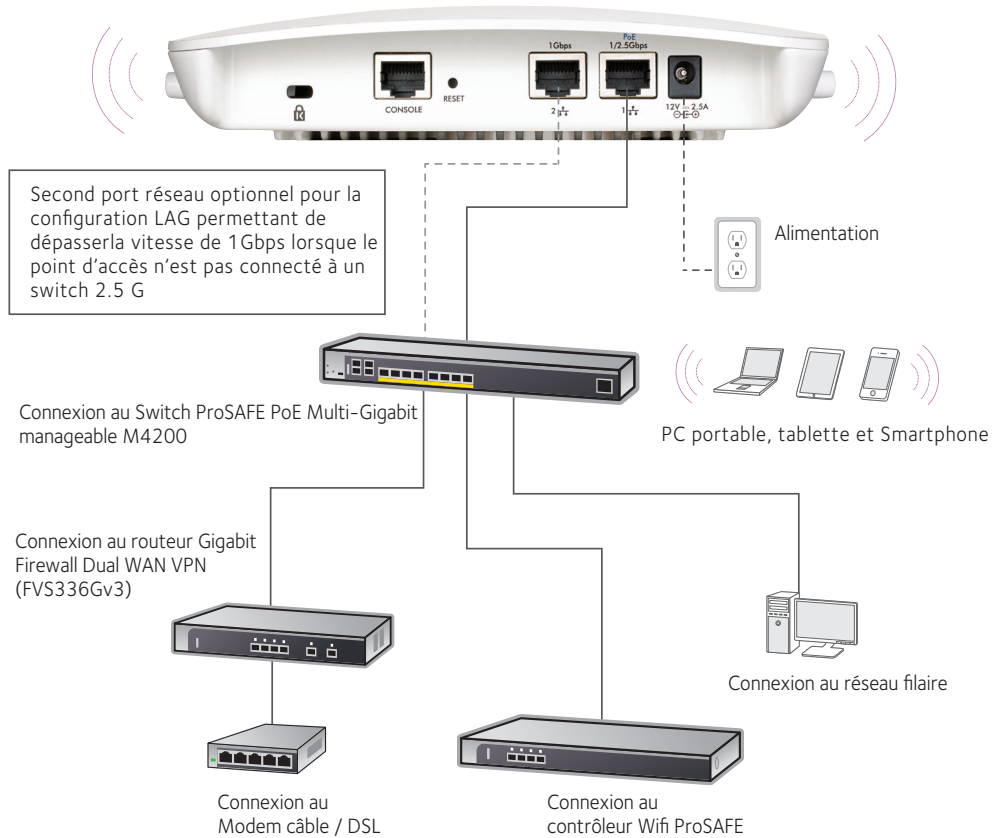 PoE
1Gbps
1/2.5Gbps
CONSOLE
RESET
2
1
12V 2.5A
K
Second port réseau optionnel pour la
configuration LAG permettant de
dépasserla vitesse de 1Gbps lorsque le
point d'accès n'est pas connecté à un
switch 2.5 G
Alimentation
Connexion au Switch ProSAFE PoE Multi-Gigabit
manageable M4200
PC portable, tablette et Smartphone
Connexion au routeur Gigabit
Firewall Dual WAN VPN
(FVS336Gv3)
Connexion au réseau filaire
Connexion au
Modem câble / DSL
Connexion au
contrôleur Wifi ProSAFE